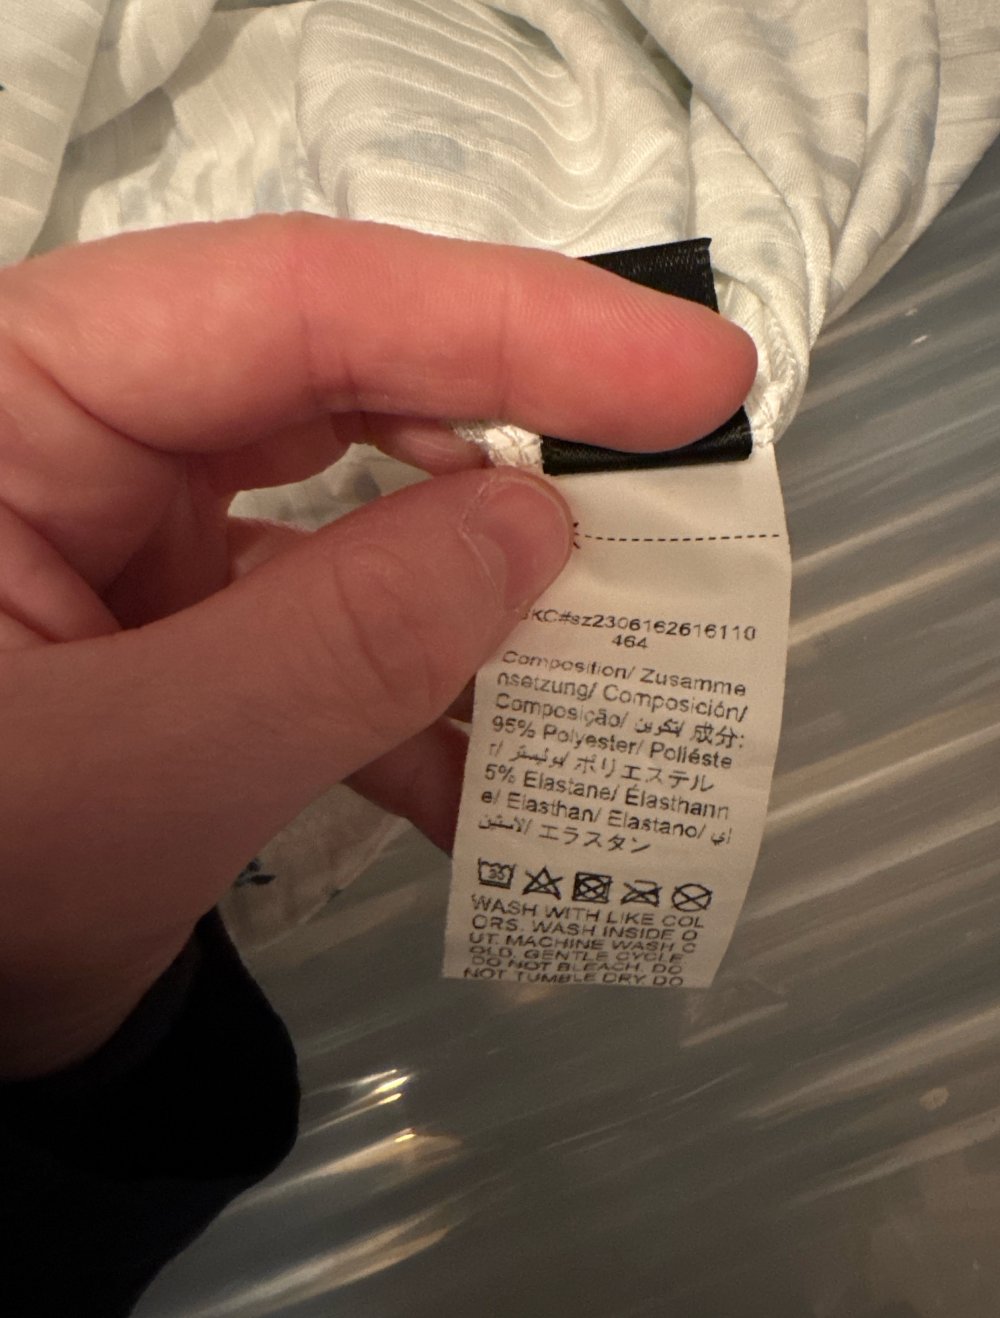 KC#sz2306162616110
464
Composition/ Zusamme
nsetzung/ Composición/
Composição/ تكوين/ 成分:
95% Polyester/ Poliéste
r/ بوليستر/ ポリエステル
5% Elastane/ Élasthann
e/ Elasthan/ Elastano/ إي
لاستين/ エラスタン
35
WASH WITH LIKE COL
ORS. WASH INSIDE O
UT. MACHINE WASH C
OLD. GENTLE CYCLE
DO NOT BLEACH. DO
NOT TUMBLE DRY. DO